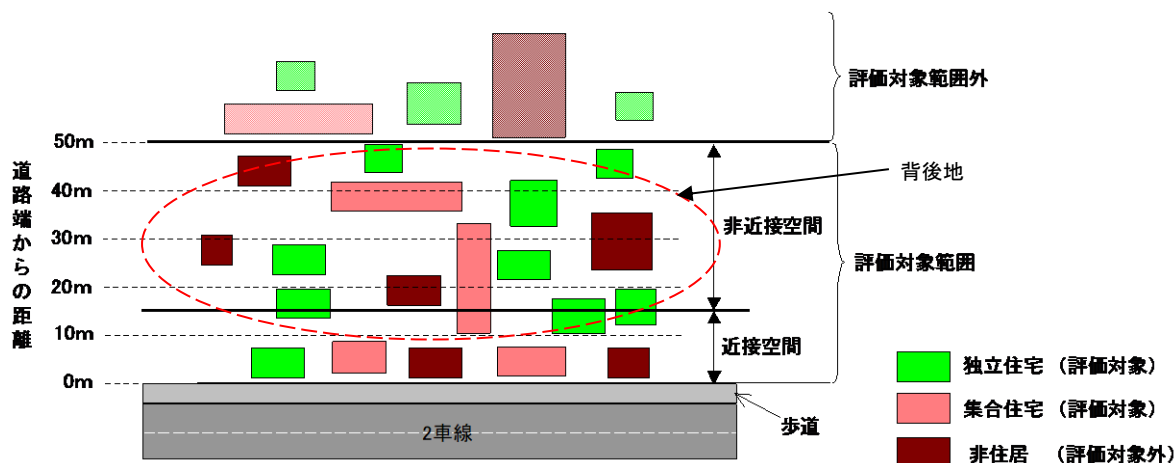 評価対象範囲外
50m
40m
30m
20m
10m
0m
道路端からの距離
背後地
非近接空間
評価対象範囲
近接空間
歩道
2車線
独立住宅 (評価対象)
集合住宅 (評価対象)
非住居 (評価対象外)